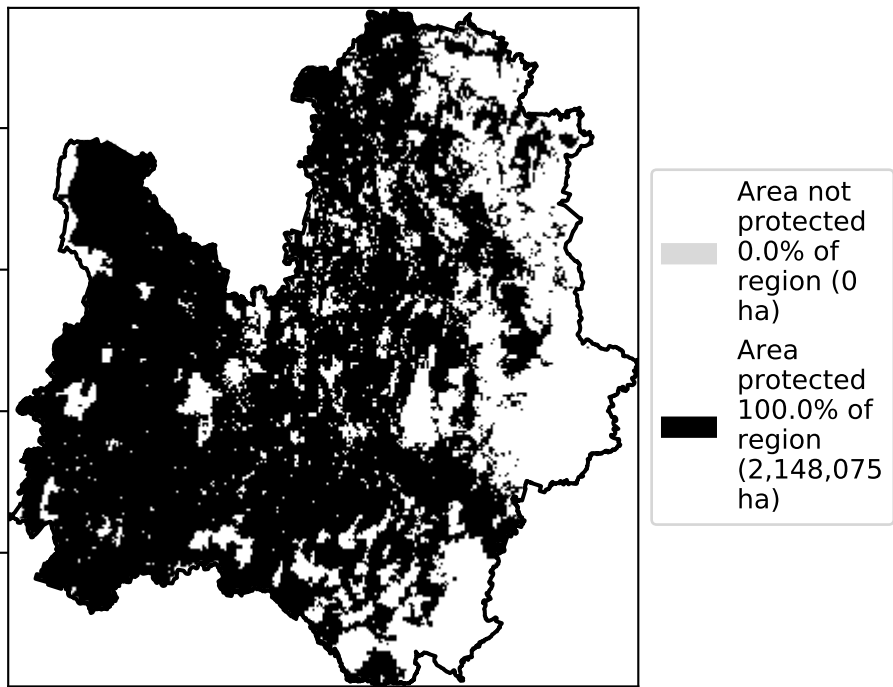 Area not
protected
0.0% of
region (0
ha)
Area
protected
100.0% of
region
(2,148,075
ha)